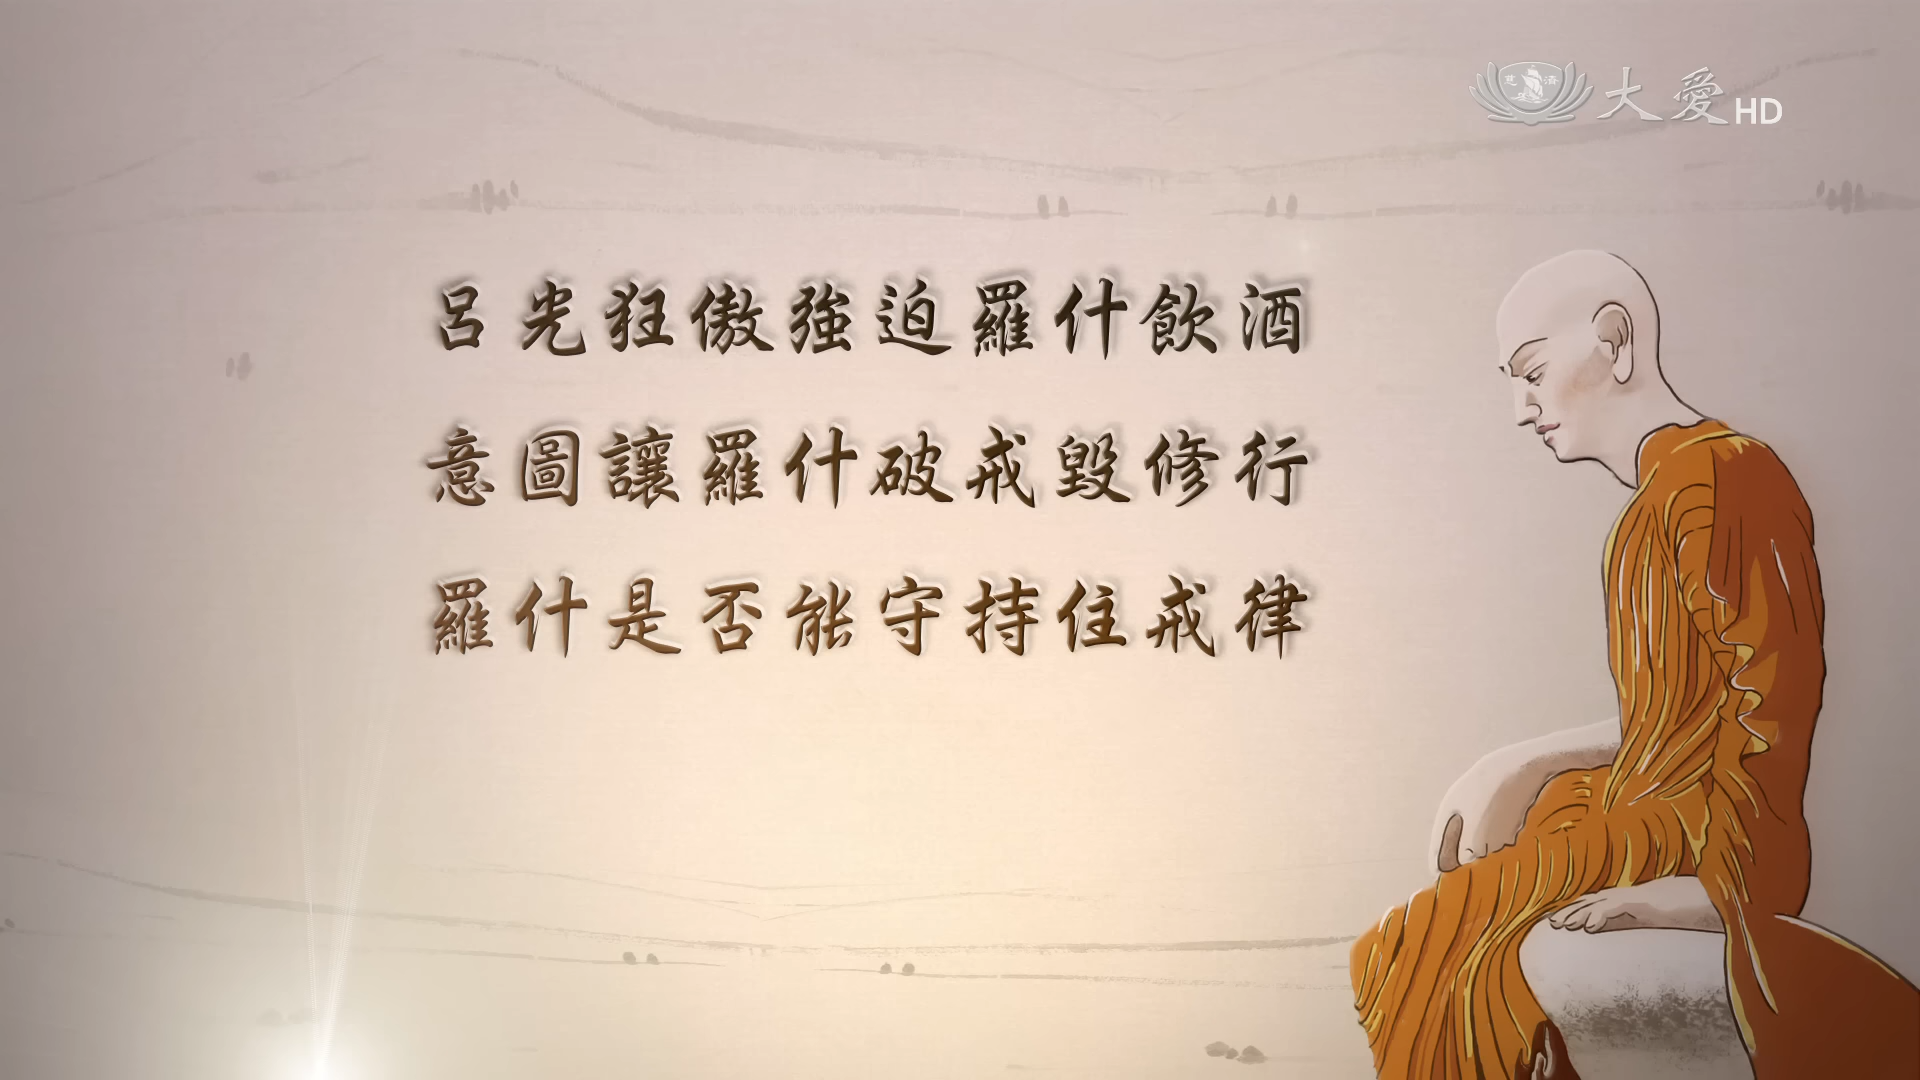 大愛HD
呂光狂傲強迫羅什飲酒
意圖讓羅什破戒毀修行
羅什是否能守持住戒律